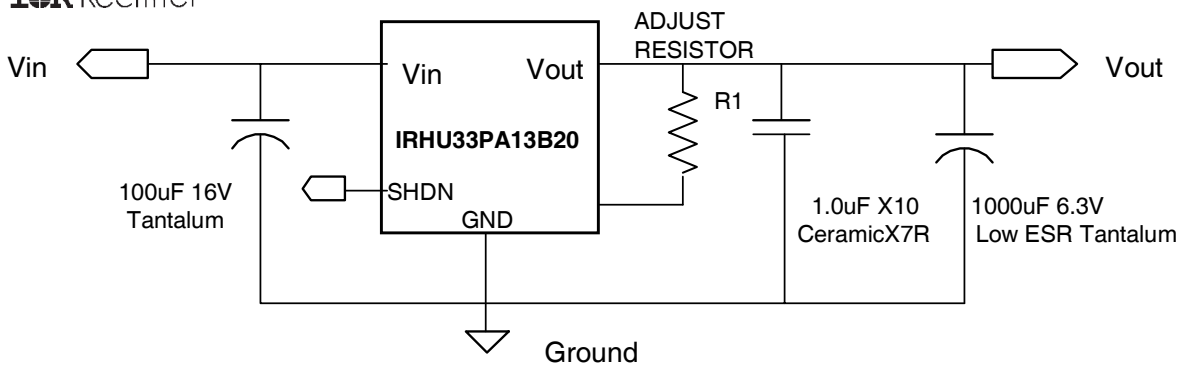 IOR Rectifier
ADJUST
RESISTOR
Vin
Vin
Vout
Vout
R1
IRHU33PA13B20
100uF 16V
Tantalum
SHDN
GND
1.0uF X10
CeramicX7R
1000uF 6.3V
Low ESR Tantalum
Ground